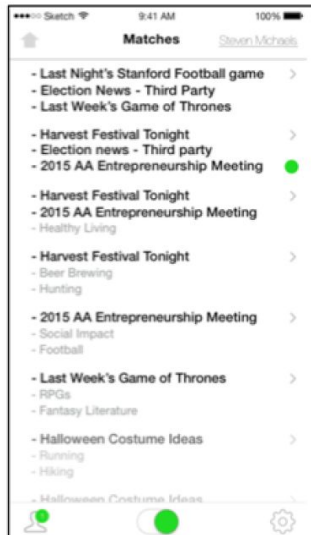 Sketch 9:41 AM 100%
Matches Steven Michaels
- Last Night's Stanford Football game
- Election News - Third Party
- Last Week's Game of Thrones
- Harvest Festival Tonight
- Election news - Third party
- 2015 AA Entrepreneurship Meeting
- Harvest Festival Tonight
- 2015 AA Entrepreneurship Meeting
- Healthy Living
- Harvest Festival Tonight
- Beer Brewing
- Hunting
- 2015 AA Entrepreneurship Meeting
- Social Impact
- Football
- Last Week's Game of Thrones
- RPGs
- Fantasy Literature
- Halloween Costume Ideas
- Running
- Hiking
- Halloween Costume Ideas